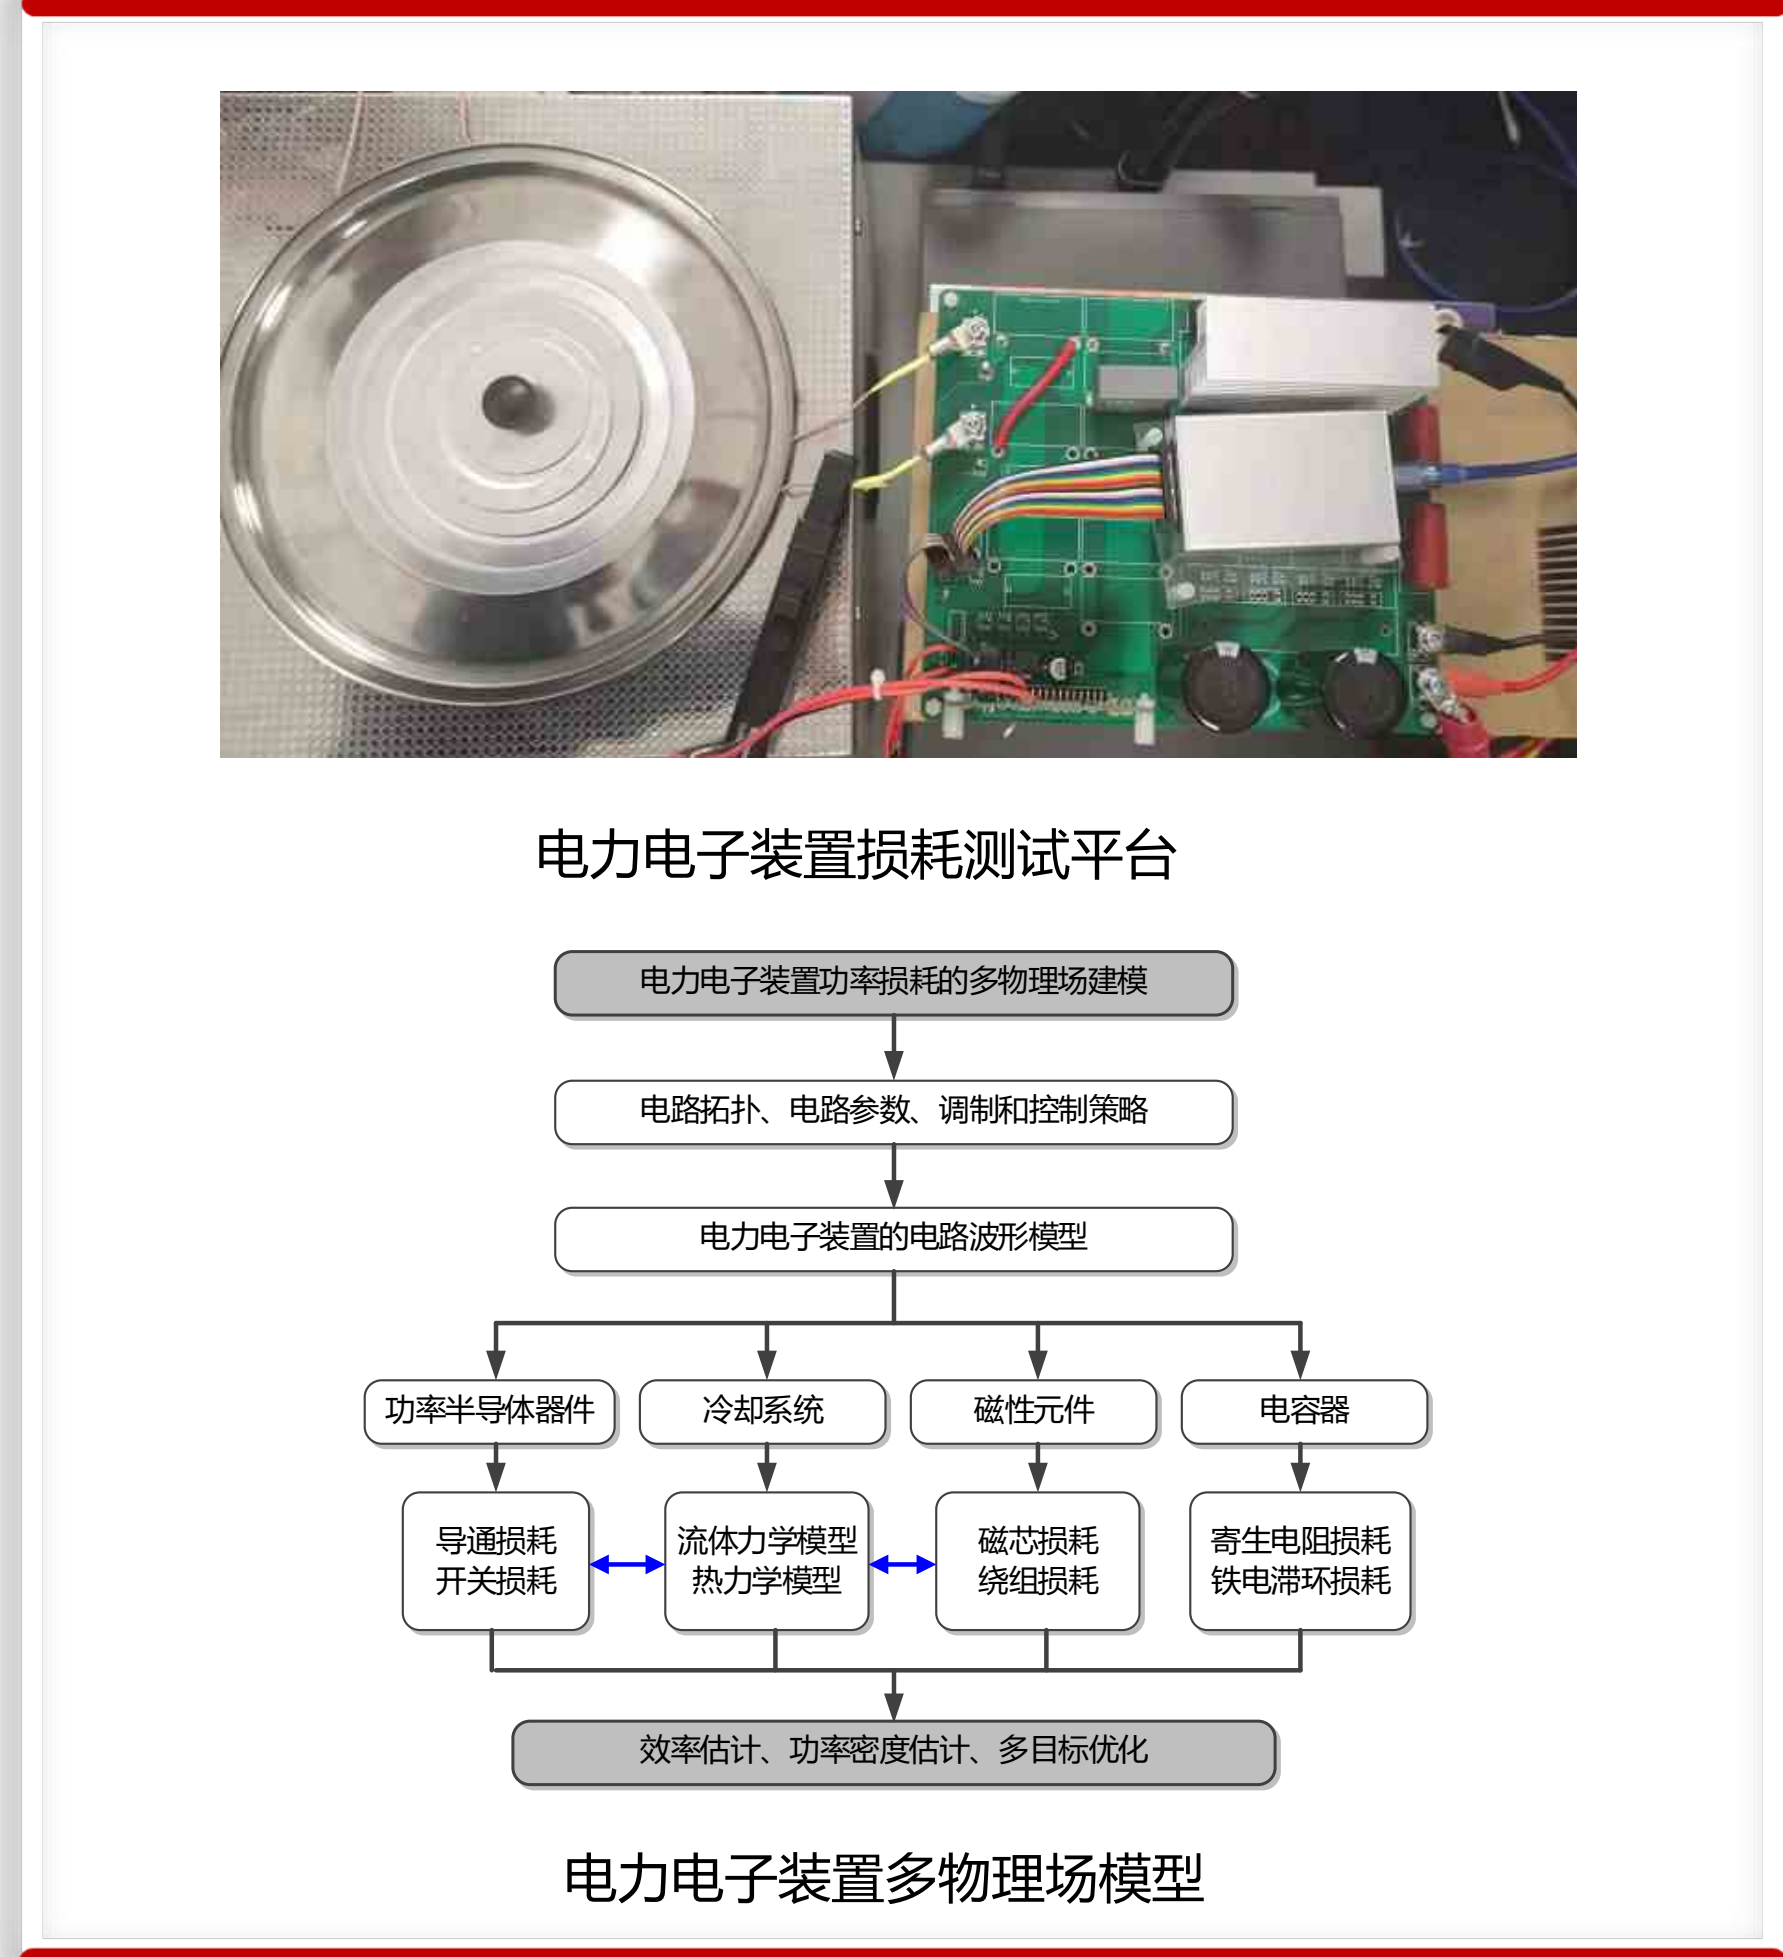 电力电子装置损耗测试平台
电力电子装置功率损耗的多物理场建模
电路拓扑、电路参数、调制和控制策略
电力电子装置的电路波形模型
功率半导体器件
冷却系统
磁性元件
电容器
导通损耗
开关损耗
流体力学模型
热力学模型
磁芯损耗
绕组损耗
寄生电阻损耗
铁电滞环损耗
效率估计、功率密度估计、多目标优化
电力电子装置多物理场模型